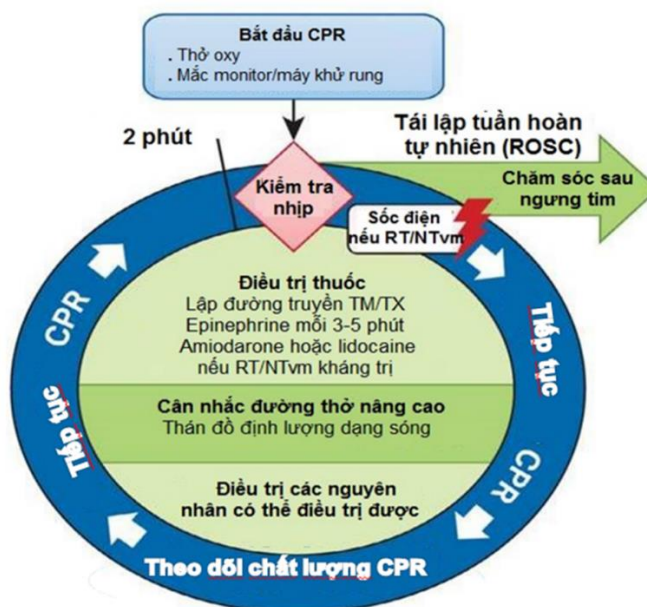 Bắt đầu CPR
. Thở oxy
. Mắc monitor/máy khử rung
2 phút
Tái lập tuần hoàn
tự nhiên (ROSC)
Chăm sóc sau
ngưng tim
Kiểm tra
nhịp
Sốc điện
nếu RT/NTvm
Điều trị thuốc
Lập đường truyền TM/TX
Epinephrine mỗi 3-5 phút
Amiodarone hoặc lidocaine
nếu RT/NTvm kháng trị
Cân nhắc đường thở nâng cao
Thán đồ định lượng dạng sóng
Điều trị các nguyên
nhân có thể điều trị được
Tiếp tục
CPR
Theo dõi chất lượng CPR
Tiếp tục
CPR